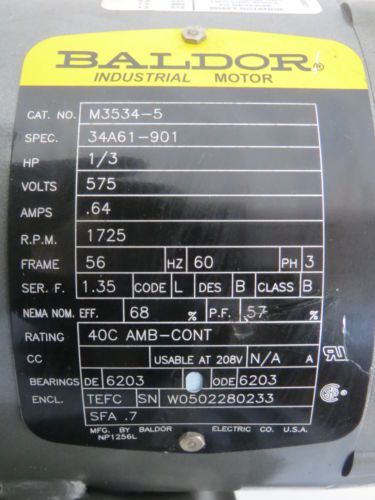 BALDOR
INDUSTRIAL MOTOR
CAT. NO. M3534-5
SPEC. 34A61-901
HP 1/3
VOLTS 575
AMPS .64
R.P.M. 1725
FRAME 56 HZ 60 PH 3
SER. F. 1.35 CODE L DES B CLASS B
NEMA NOM. EFF. 68 % P.F. 57 %
RATING 40C AMB-CONT
CC USABLE AT 208V N/A A
BEARINGS DE 6203 ODE 6203
ENCL. TEFC SN W0502280233
SFA .7
MFG. BY BALDOR ELECTRIC CO. U.S.A.
NP1256L